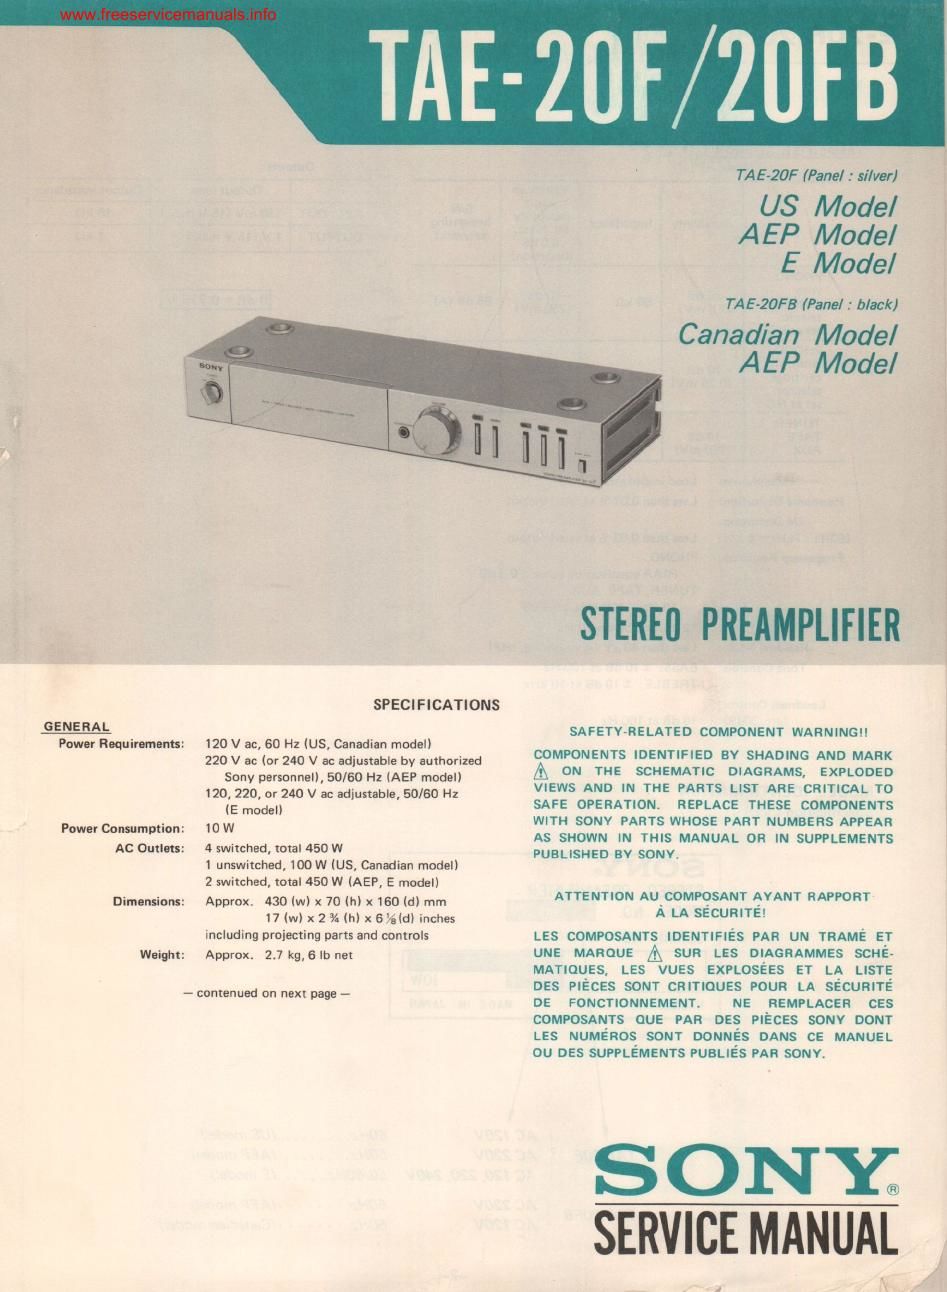 www.freeservicemanuals.info
TAE-20F/20FB
TAE-20F (Panel : silver)
US Model
AEP Model
E Model
TAE-20FB (Panel : black)
Canadian Model
AEP Model
SONY
STEREO PREAMPLIFIER
SPECIFICATIONS
GENERAL
Power Requirements: 120 V ac, 60 Hz (US, Canadian model)
220 V ac (or 240 V ac adjustable by authorized
Sony personnel), 50/60 Hz (AEP model)
120, 220, or 240 V ac adjustable, 50/60 Hz
(E model)
Power Consumption: 10 W
AC Outlets: 4 switched, total 450 W
1 unswitched, 100 W (US, Canadian model)
2 switched, total 450 W (AEP, E model)
Dimensions: Approx. 430 (w) x 70 (h) x 160 (d) mm
17 (w) x 2 ¾ (h) x 6 ⅛ (d) inches
including projecting parts and controls
Weight: Approx. 2.7 kg, 6 lb net
— contenued on next page —
SAFETY-RELATED COMPONENT WARNING!!
COMPONENTS IDENTIFIED BY SHADING AND MARK
⚠ ON THE SCHEMATIC DIAGRAMS, EXPLODED
VIEWS AND IN THE PARTS LIST ARE CRITICAL TO
SAFE OPERATION. REPLACE THESE COMPONENTS
WITH SONY PARTS WHOSE PART NUMBERS APPEAR
AS SHOWN IN THIS MANUAL OR IN SUPPLEMENTS
PUBLISHED BY SONY.
ATTENTION AU COMPOSANT AYANT RAPPORT
À LA SÉCURITÉ!
LES COMPOSANTS IDENTIFIÉS PAR UN TRAMÉ ET
UNE MARQUE ⚠ SUR LES DIAGRAMMES SCHÉ-
MATIQUES, LES VUES EXPLOSÉES ET LA LISTE
DES PIÈCES SONT CRITIQUES POUR LA SÉCURITÉ
DE FONCTIONNEMENT. NE REMPLACER CES
COMPOSANTS QUE PAR DES PIÈCES SONY DONT
LES NUMÉROS SONT DONNÉS DANS CE MANUEL
OU DES SUPPLÉMENTS PUBLIÉS PAR SONY.
SONY®
SERVICE MANUAL